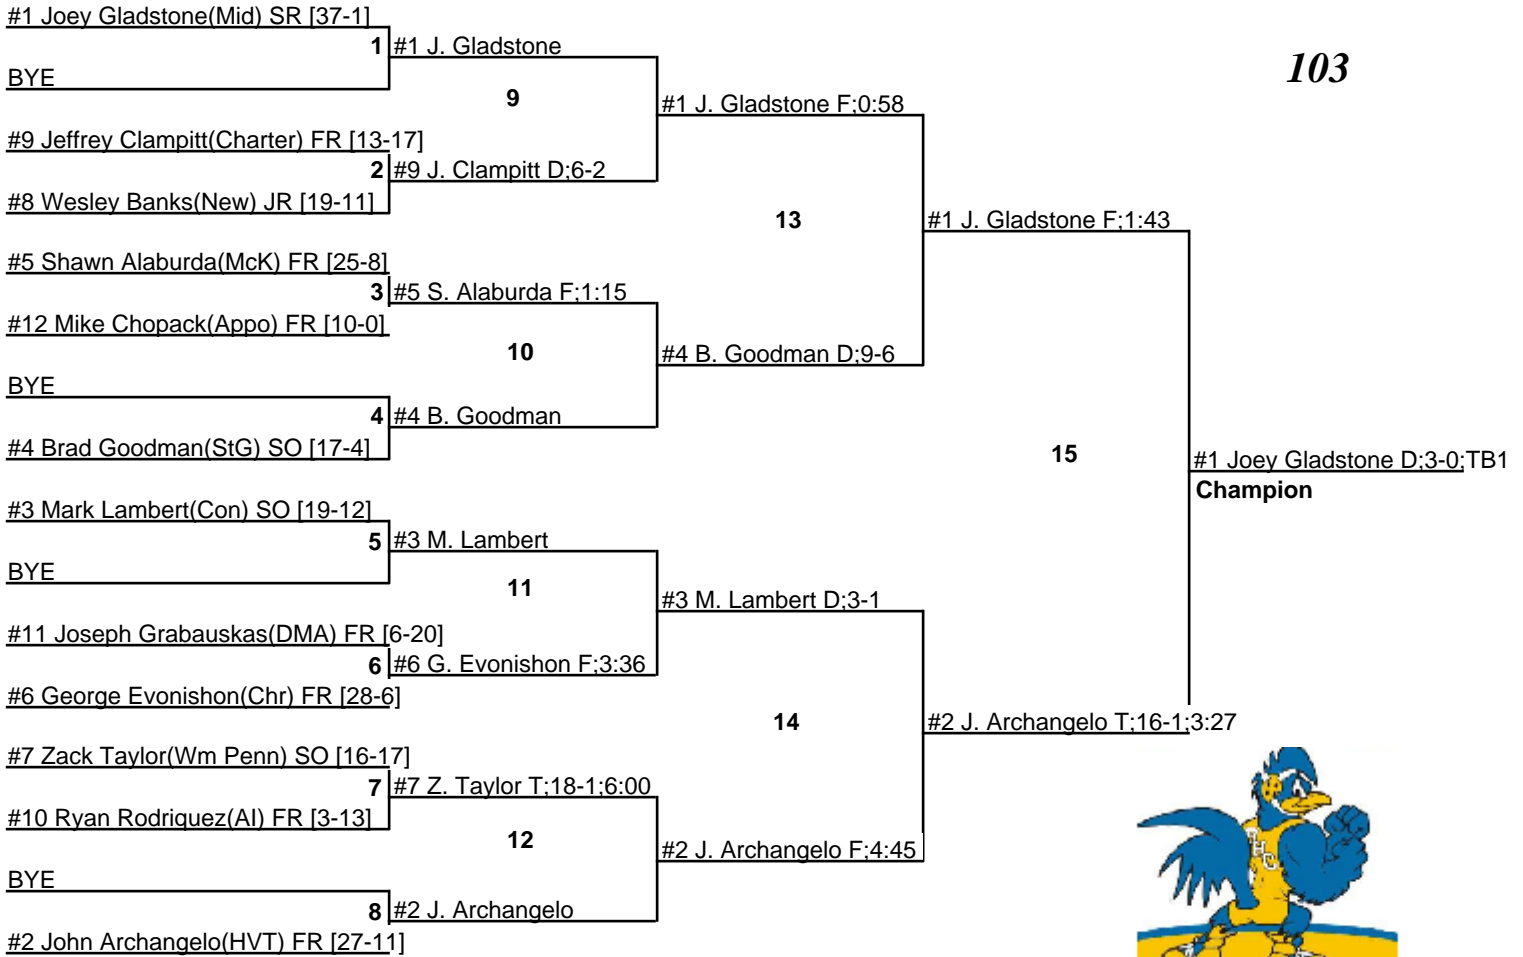 #1 Joey Gladstone(Mid) SR [37-1]
1 #1 J. Gladstone
BYE
103
9
#1 J. Gladstone F;0:58
#9 Jeffrey Clampitt(Charter) FR [13-17]
2 #9 J. Clampitt D;6-2
#8 Wesley Banks(New) JR [19-11]
13
#1 J. Gladstone F;1:43
#5 Shawn Alaburda(McK) FR [25-8]
3 #5 S. Alaburda F;1:15
#12 Mike Chopack(Appo) FR [10-0]
10
#4 B. Goodman D;9-6
BYE
4 #4 B. Goodman
#4 Brad Goodman(StG) SO [17-4]
15
#1 Joey Gladstone D;3-0;TB1
Champion
#3 Mark Lambert(Con) SO [19-12]
5 #3 M. Lambert
BYE
11
#3 M. Lambert D;3-1
#11 Joseph Grabauskas(DMA) FR [6-20]
6 #6 G. Evonishon F;3:36
#6 George Evonishon(Chr) FR [28-6]
14
#2 J. Archangelo T;16-1;3:27
#7 Zack Taylor(Wm Penn) SO [16-17]
7 #7 Z. Taylor T;18-1;6:00
#10 Ryan Rodriquez(AI) FR [3-13]
12
#2 J. Archangelo F;4:45
BYE
8 #2 J. Archangelo
#2 John Archangelo(HVT) FR [27-11]